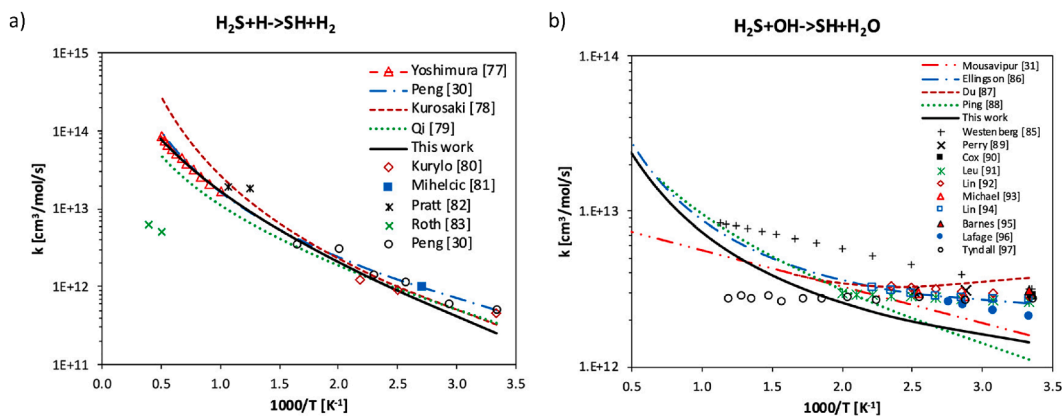 a)
H₂S+H->SH+H₂
k [cm³/mol/s]
1E+15
1E+14
1E+13
1E+12
1E+11
0.0 0.5 1.0 1.5 2.0 2.5 3.0 3.5
1000/T [K⁻¹]
Yoshimura [77]
Peng [30]
Kurosaki [78]
Qi [79]
This work
Kurylo [80]
Mihelcic [81]
Pratt [82]
Roth [83]
Peng [30]
b)
H₂S+OH->SH+H₂O
k [cm³/mol/s]
1.E+14
1.E+13
1.E+12
0.5 1.0 1.5 2.0 2.5 3.0 3.5
1000/T [K⁻¹]
Mousavipur [31]
Ellingson [86]
Du [87]
Ping [88]
This work
Westenberg [85]
Perry [89]
Cox [90]
Leu [91]
Lin [92]
Michael [93]
Lin [94]
Barnes [95]
Lafage [96]
Tyndall [97]